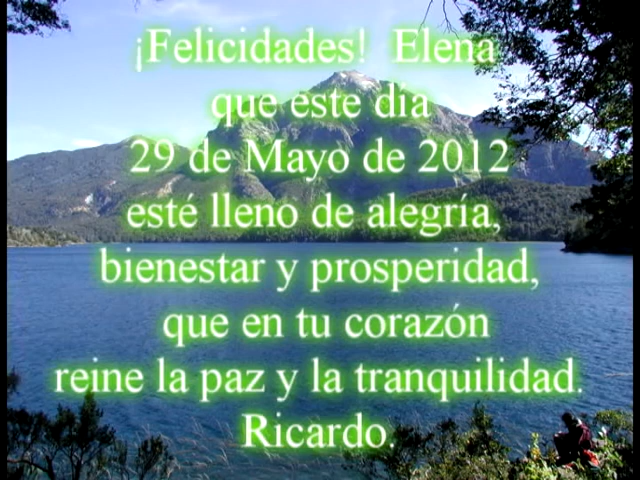 ¡Felicidades! Elena
que este dia
29 de Mayo de 2012
esté lleno de alegría,
bienestar y prosperidad,
que en tu corazón
reine la paz y la tranquilidad.
Ricardo.